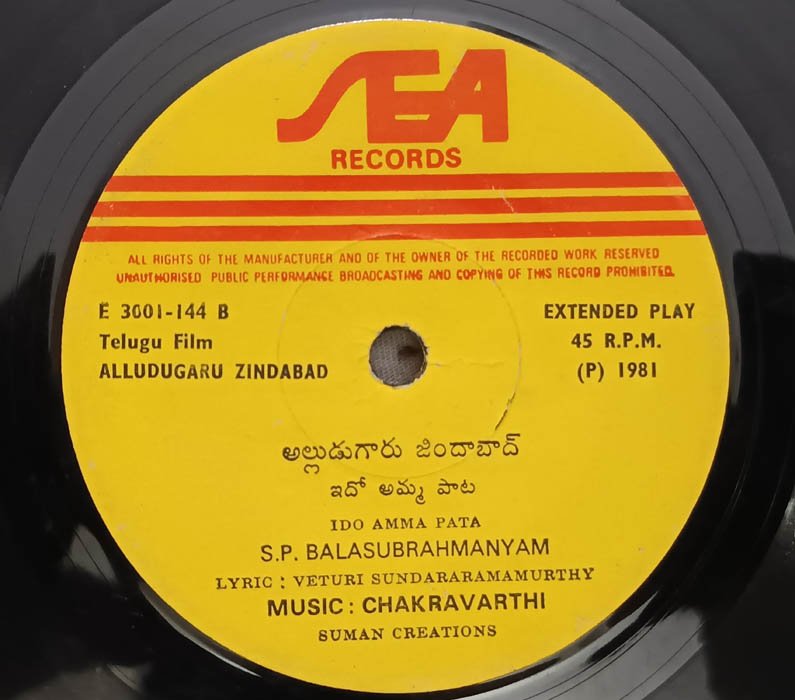 SEA
RECORDS
ALL RIGHTS OF THE MANUFACTURER AND OF THE OWNER OF THE RECORDED WORK RESERVED
UNAUTHORISED PUBLIC PERFORMANCE BROADCASTING AND COPYING OF THIS RECORD PROHIBITED.
E 3001-144 B
Telugu Film
ALLUDUGARU ZINDABAD
EXTENDED PLAY
45 R.P.M.
(P) 1981
అల్లుడుగారు జిందాబాద్
ఇదో అమ్మ పాట
IDO AMMA PATA
S.P. BALASUBRAHMANYAM
LYRIC : VETURI SUNDARARAMAMURTHY
MUSIC : CHAKRAVARTHI
SUMAN CREATIONS